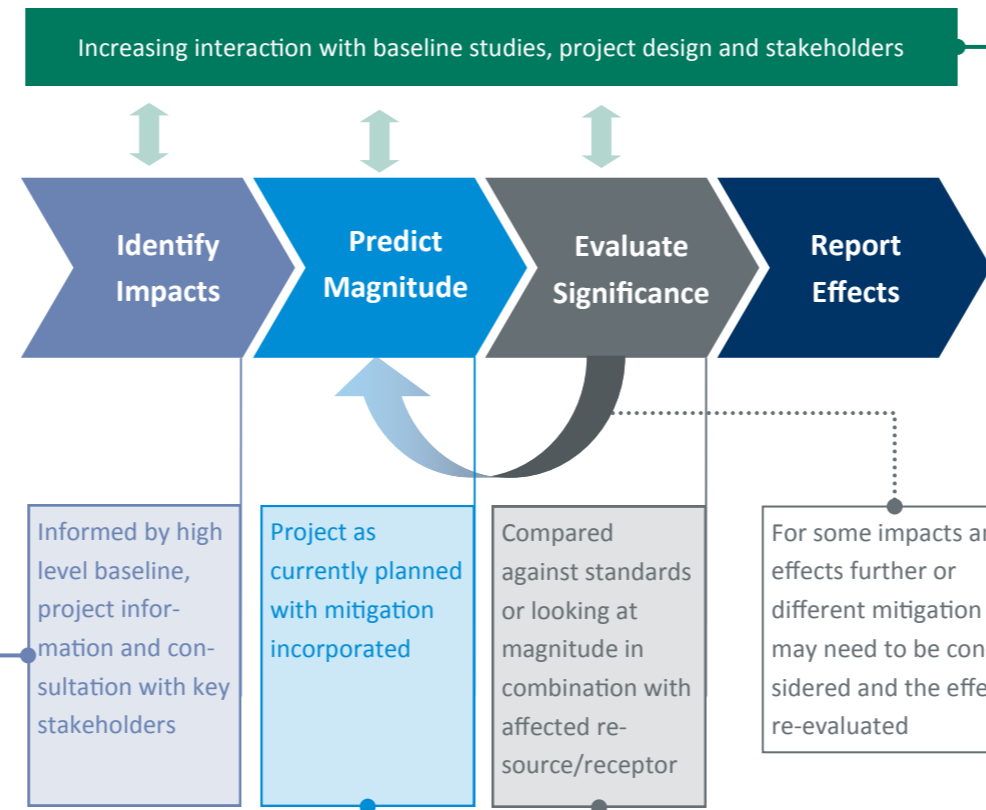 Increasing interaction with baseline studies, project design and stakeholders
Identify
Impacts
Predict
Magnitude
Evaluate
Significance
Report
Effects
Informed by high
level baseline,
project infor-
mation and con-
sultation with key
stakeholders
Project as
currently planned
with mitigation
incorporated
Compared
against standards
or looking at
magnitude in
combination with
affected re-
source/receptor
For some impacts
effects further or
different mitigation
may need to be con
sidered and the
re-evaluated